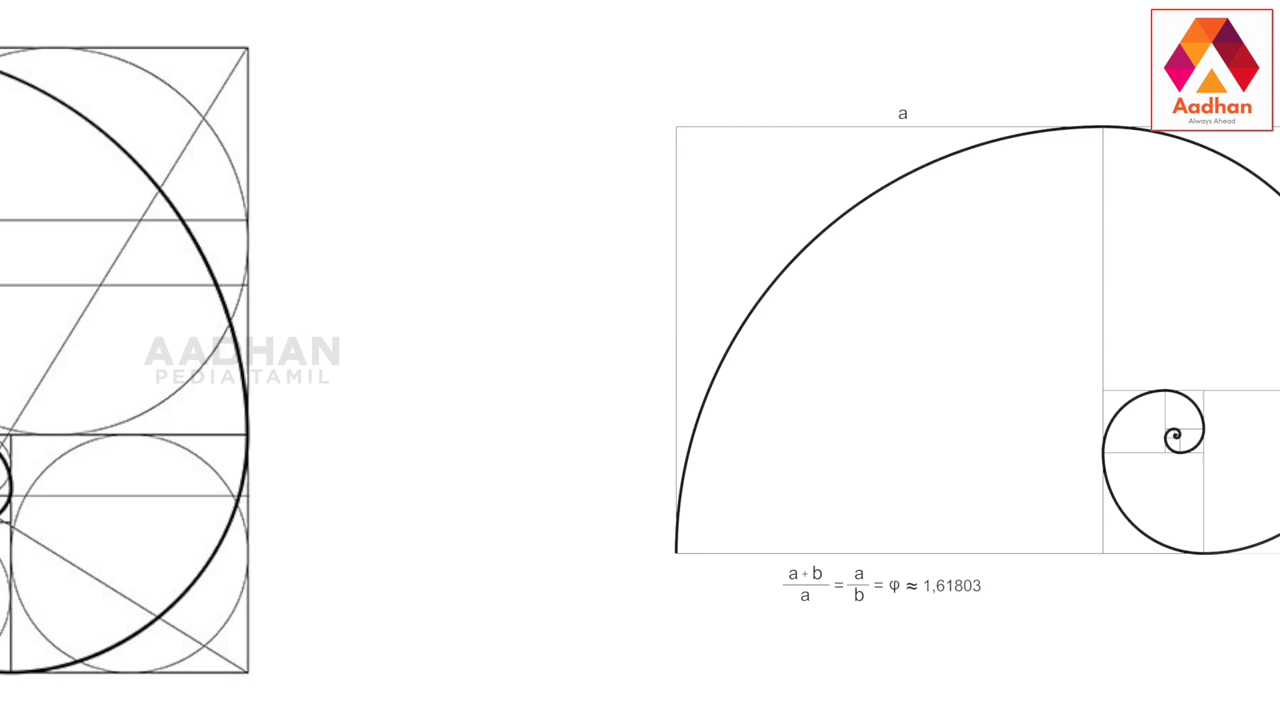 Aadhan
Always Ahead
a
AADHAN
PEDIA TAMIL
a + b / a = a / b = φ ≈ 1,61803